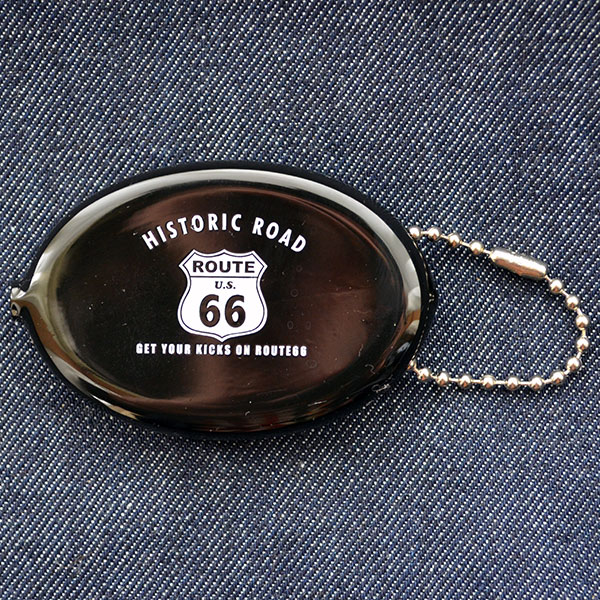 HISTORIC ROAD
ROUTE
U.S.
66
GET YOUR KICKS ON ROUTE66